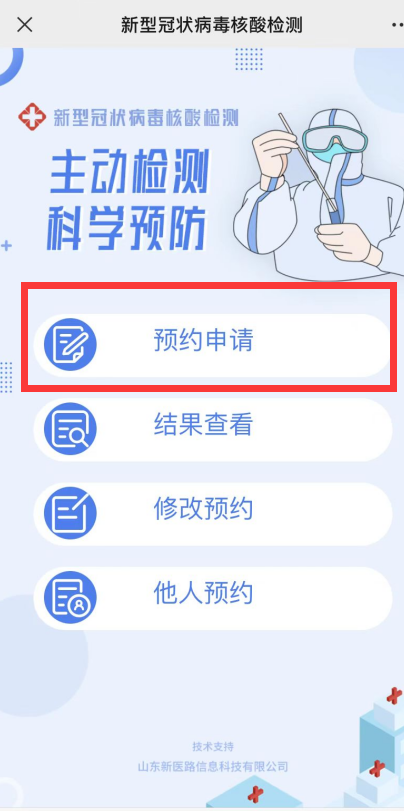 新型冠状病毒核酸检测
新型冠状病毒核酸检测
主动检测
科学预防
预约申请
结果查看
修改预约
他人预约
技术支持
山东新医路信息科技有限公司